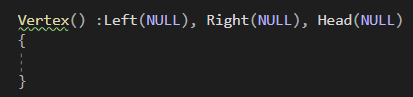 Vertex() :Left(NULL), Right(NULL), Head(NULL)
{
}